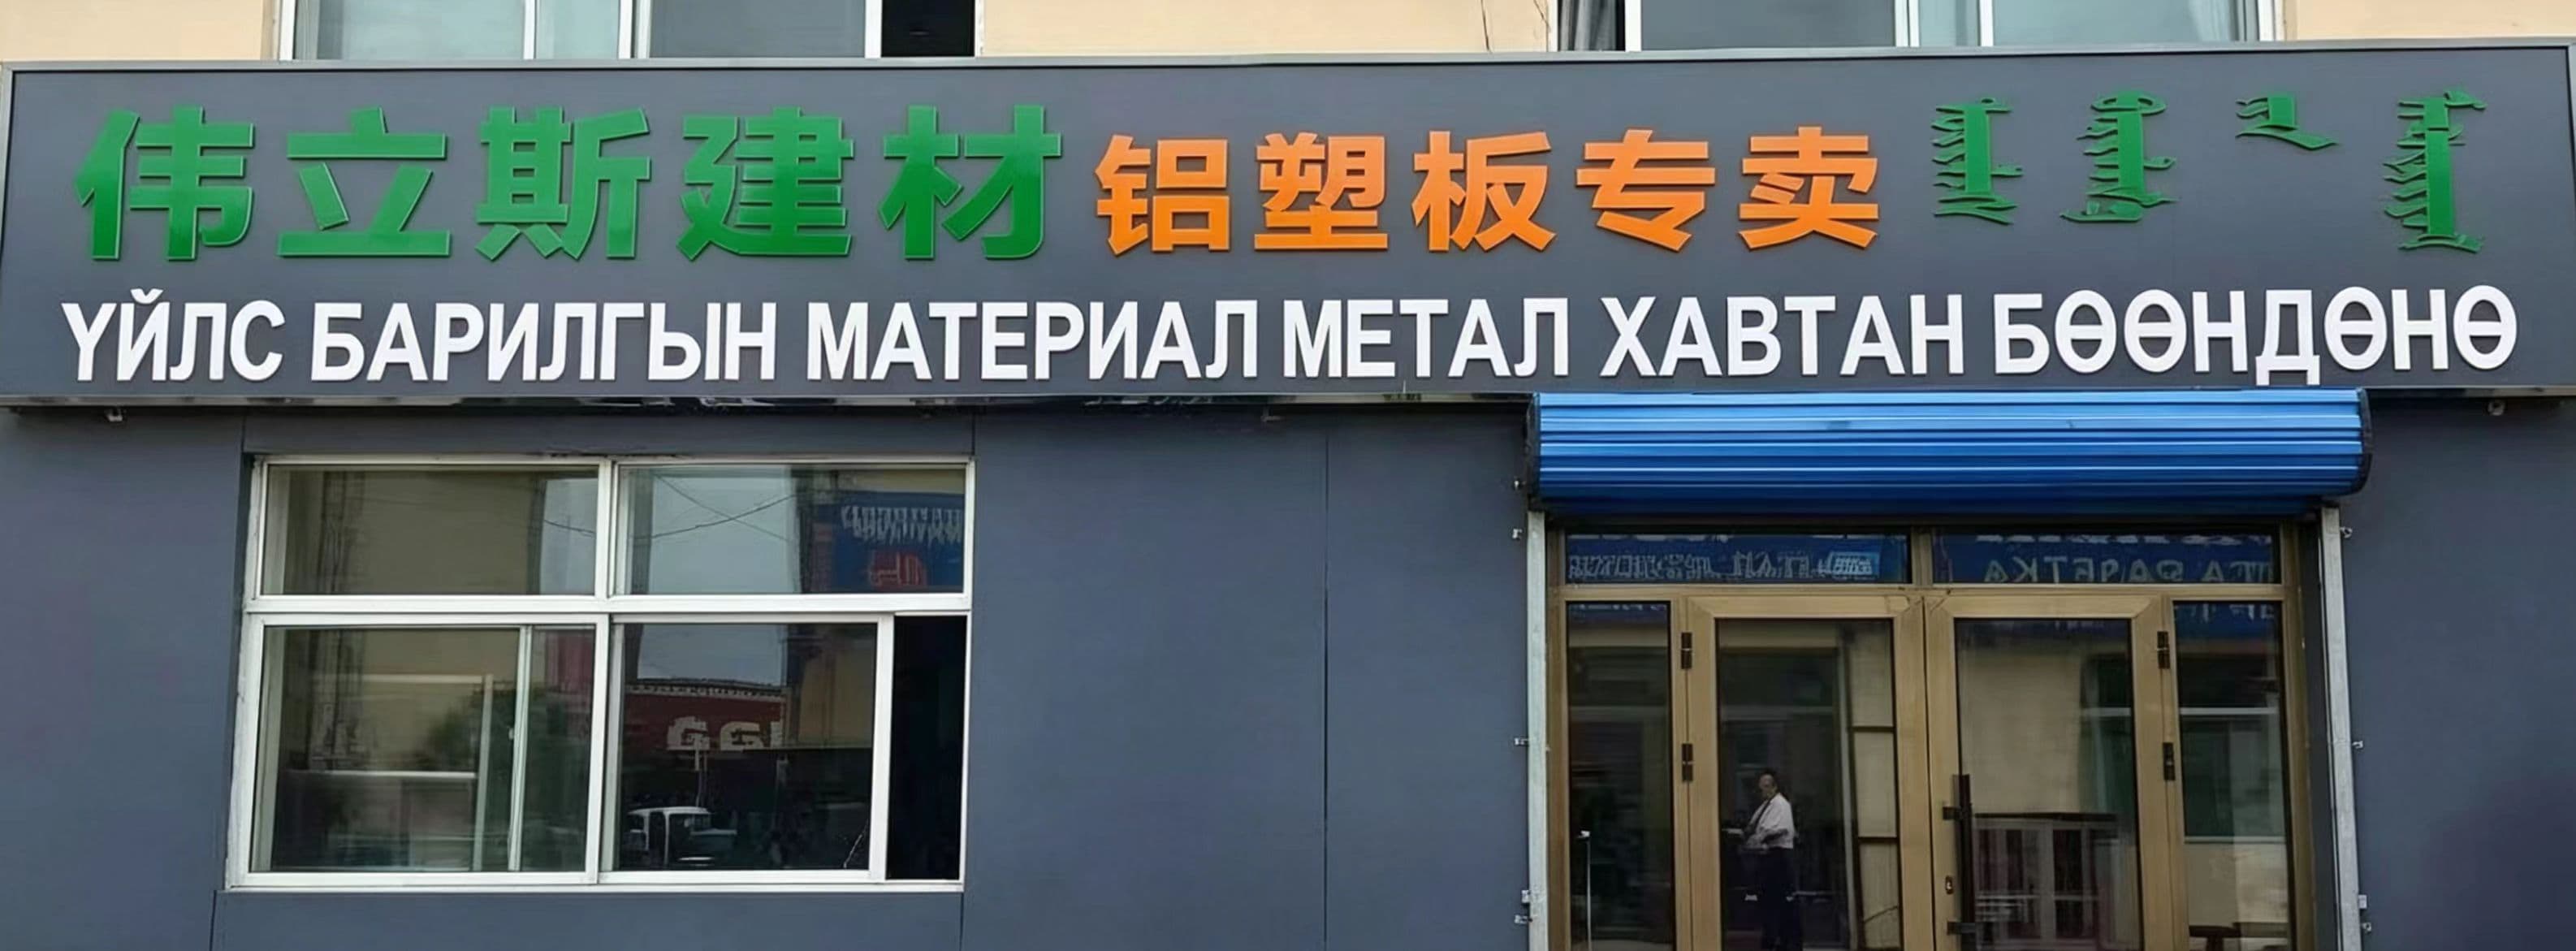 伟立斯建材 铝塑板专卖
ҮЙЛС БАРИЛГЫН МАТЕРИАЛ МЕТАЛ ХАВТАН БӨӨНДӨНӨ